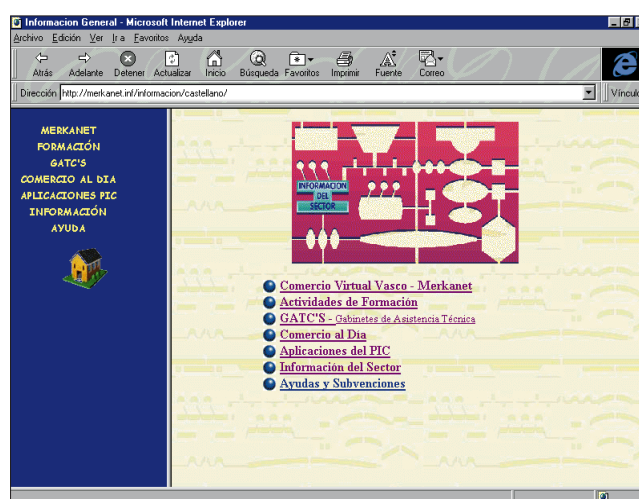 Informacion General - Microsoft Internet Explorer
Archivo Edición Ver Ir a Favoritos Ayuda
Atrás Adelante Detener Actualizar Inicio Búsqueda Favoritos Imprimir Fuente Correo
Dirección http://merkanet.inf/informacion/castellano/ Vínculo
MERKANET
FORMACIÓN
GATC'S
COMERCIO AL DIA
APLICACIONES PIC
INFORMACIÓN
AYUDA
INFORMACION
DEL
SECTOR
Comercio Virtual Vasco - Merkanet
Actividades de Formación
GATC'S - Gabinetes de Asistencia Técnica
Comercio al Día
Aplicaciones del PIC
Información del Sector
Ayudas y Subvenciones